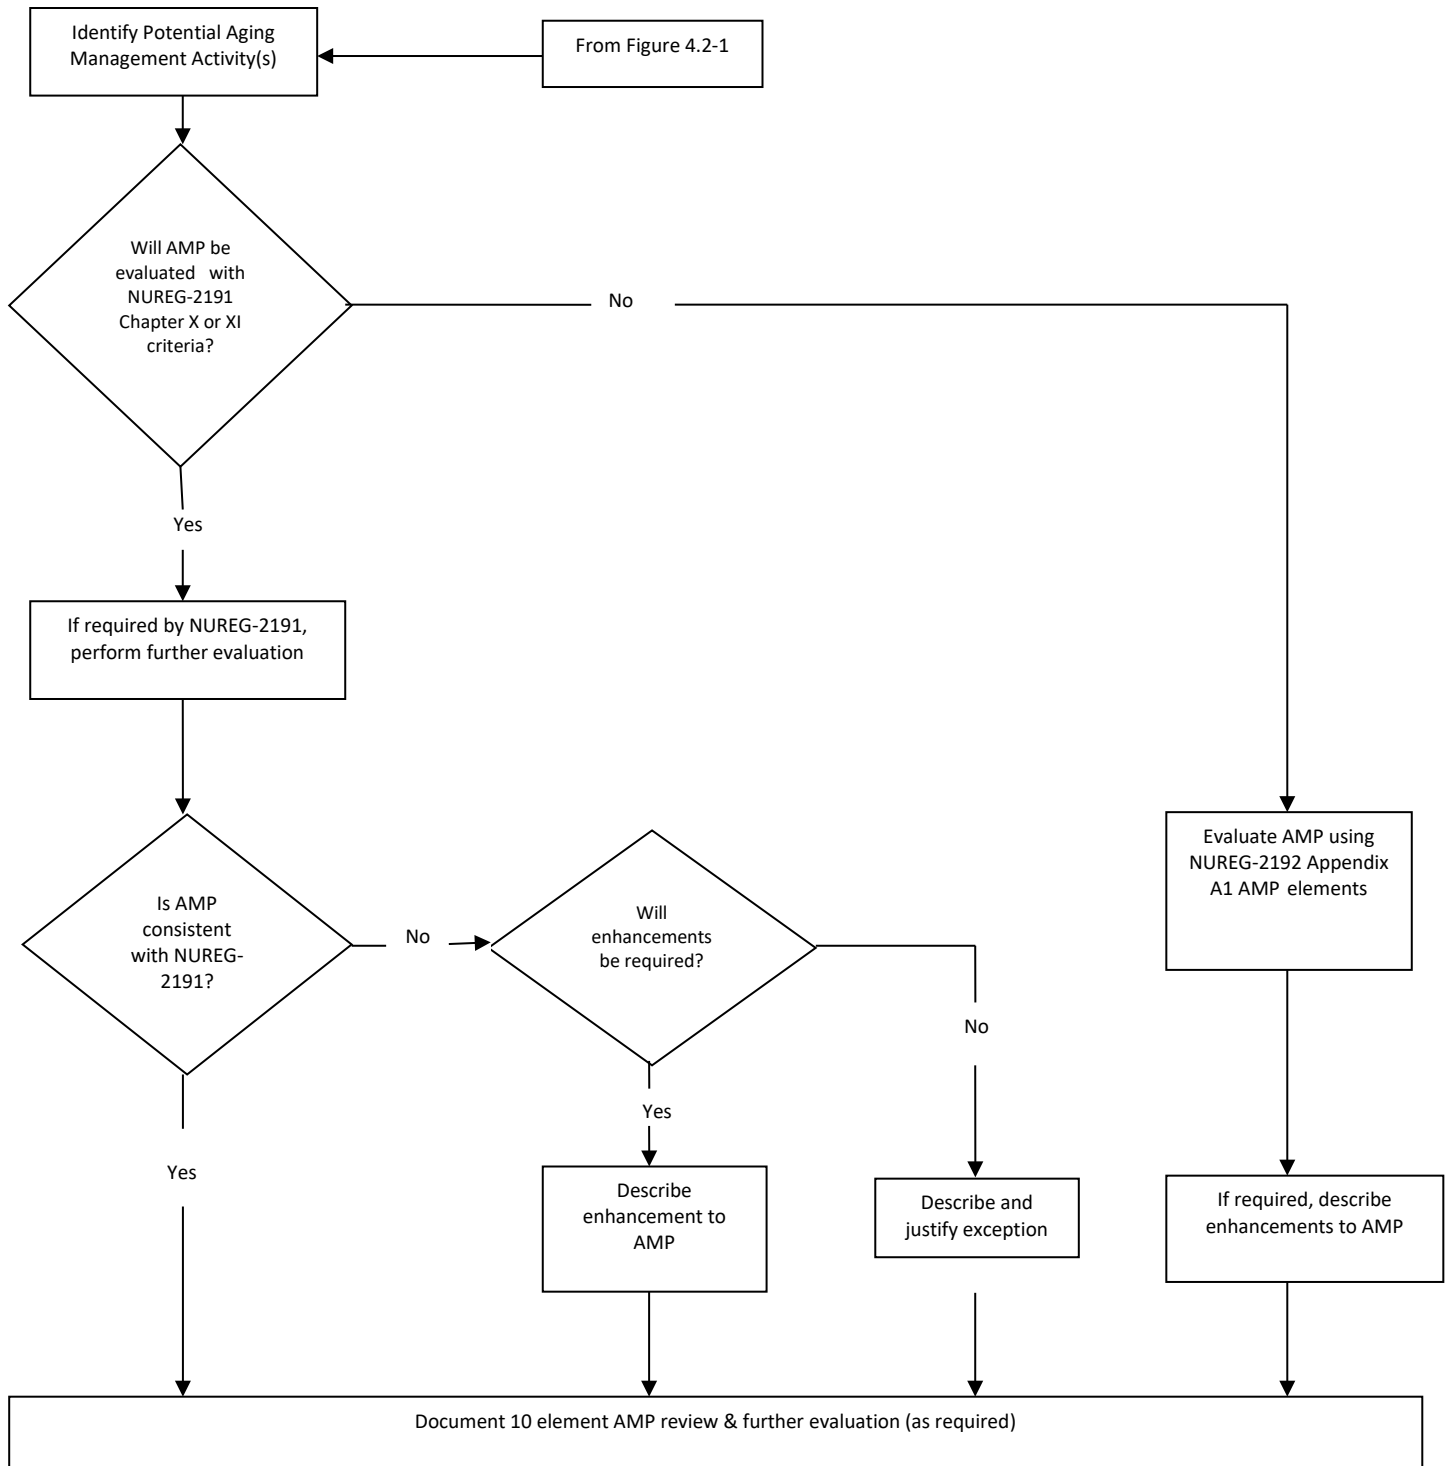 Identify Potential Aging
Management Activity(s)
From Figure 4.2-1
Will AMP be
evaluated with
NUREG-2191
Chapter X or XI
criteria?
No
Yes
If required by NUREG-2191,
perform further evaluation
Is AMP
consistent
with NUREG-
2191?
No
Will
enhancements
be required?
No
Evaluate AMP using
NUREG-2192 Appendix
A1 AMP elements
Yes
Yes
Describe
enhancement to
AMP
Describe and
justify exception
If required, describe
enhancements to AMP
Document 10 element AMP review & further evaluation (as required)